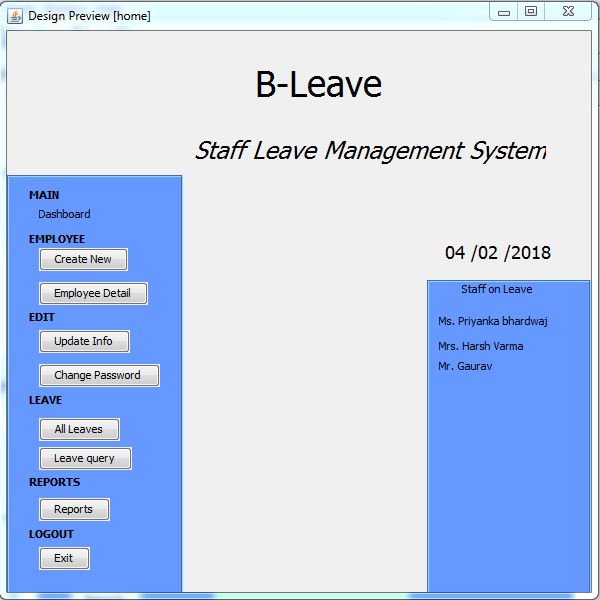 Design Preview [home]
B-Leave
Staff Leave Management System
MAIN
Dashboard
EMPLOYEE
Create New
Employee Detail
EDIT
Update Info
Change Password
LEAVE
All Leaves
Leave query
REPORTS
Reports
LOGOUT
Exit
04 /02 /2018
Staff on Leave
Ms. Priyanka bhardwaj
Mrs. Harsh Varma
Mr. Gaurav